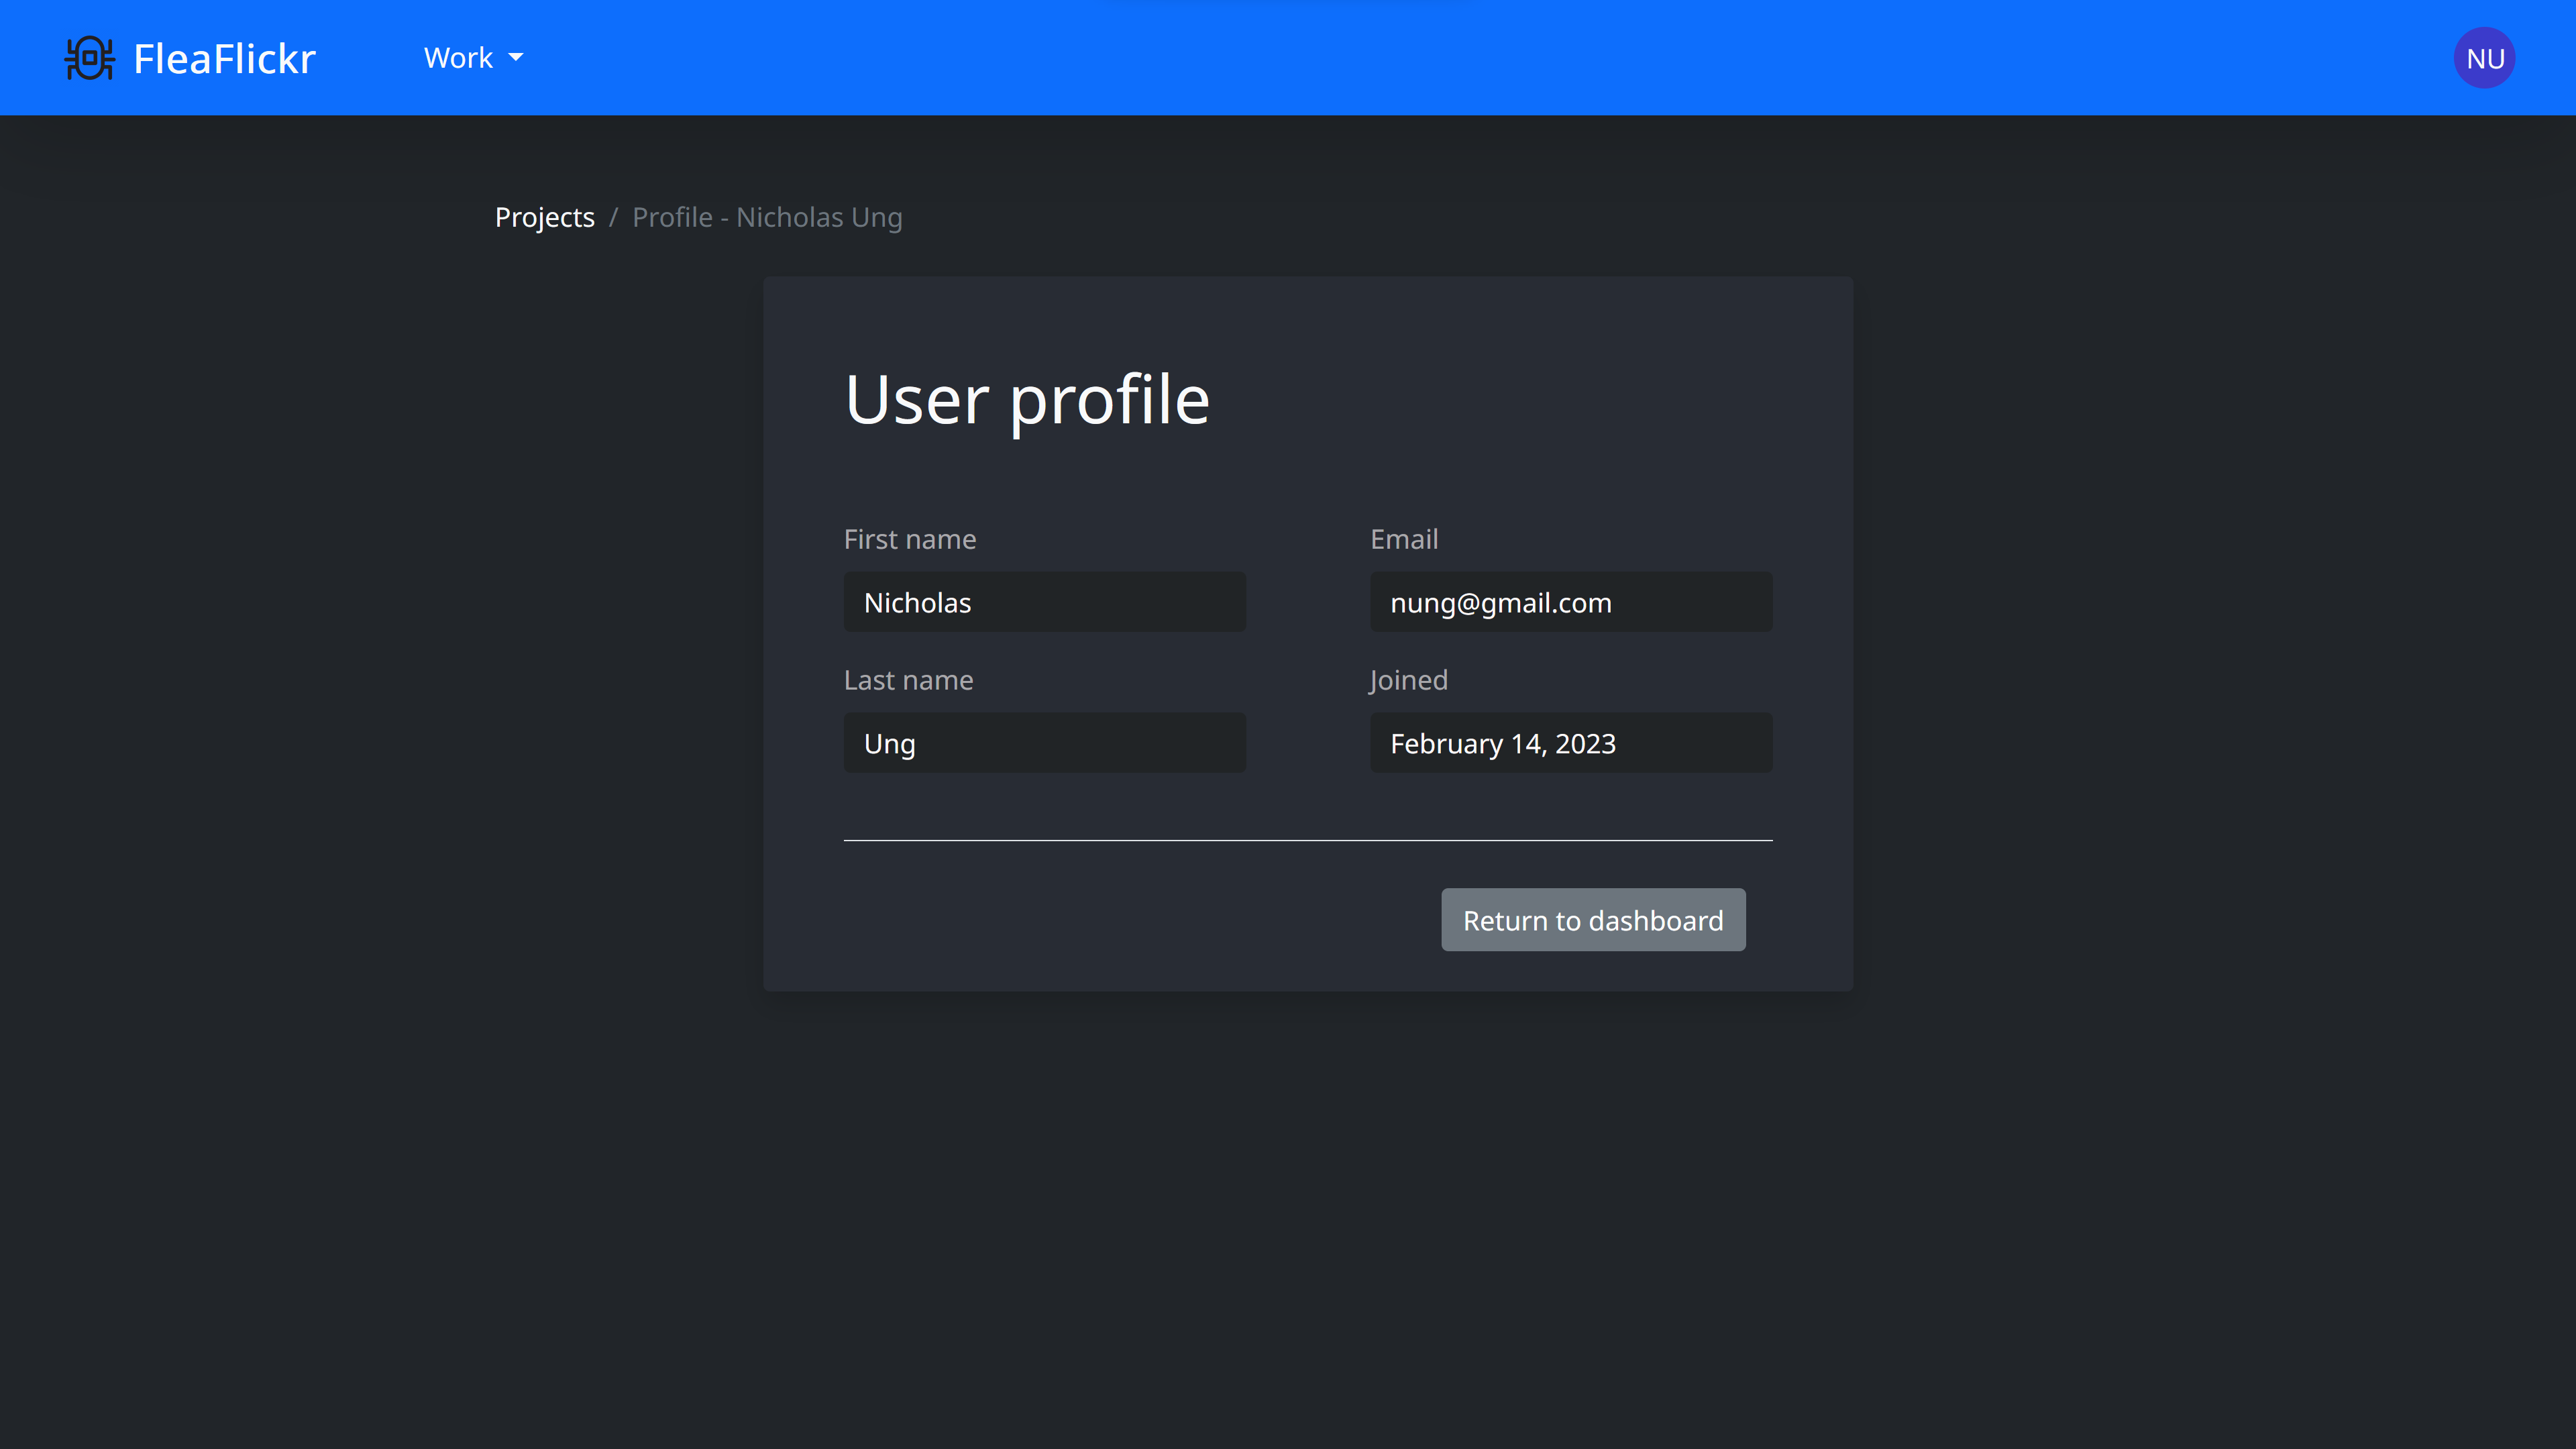 FleaFlickr
Work
NU
Projects / Profile - Nicholas Ung
User profile
First name
Nicholas
Email
nung@gmail.com
Last name
Ung
Joined
February 14, 2023
Return to dashboard